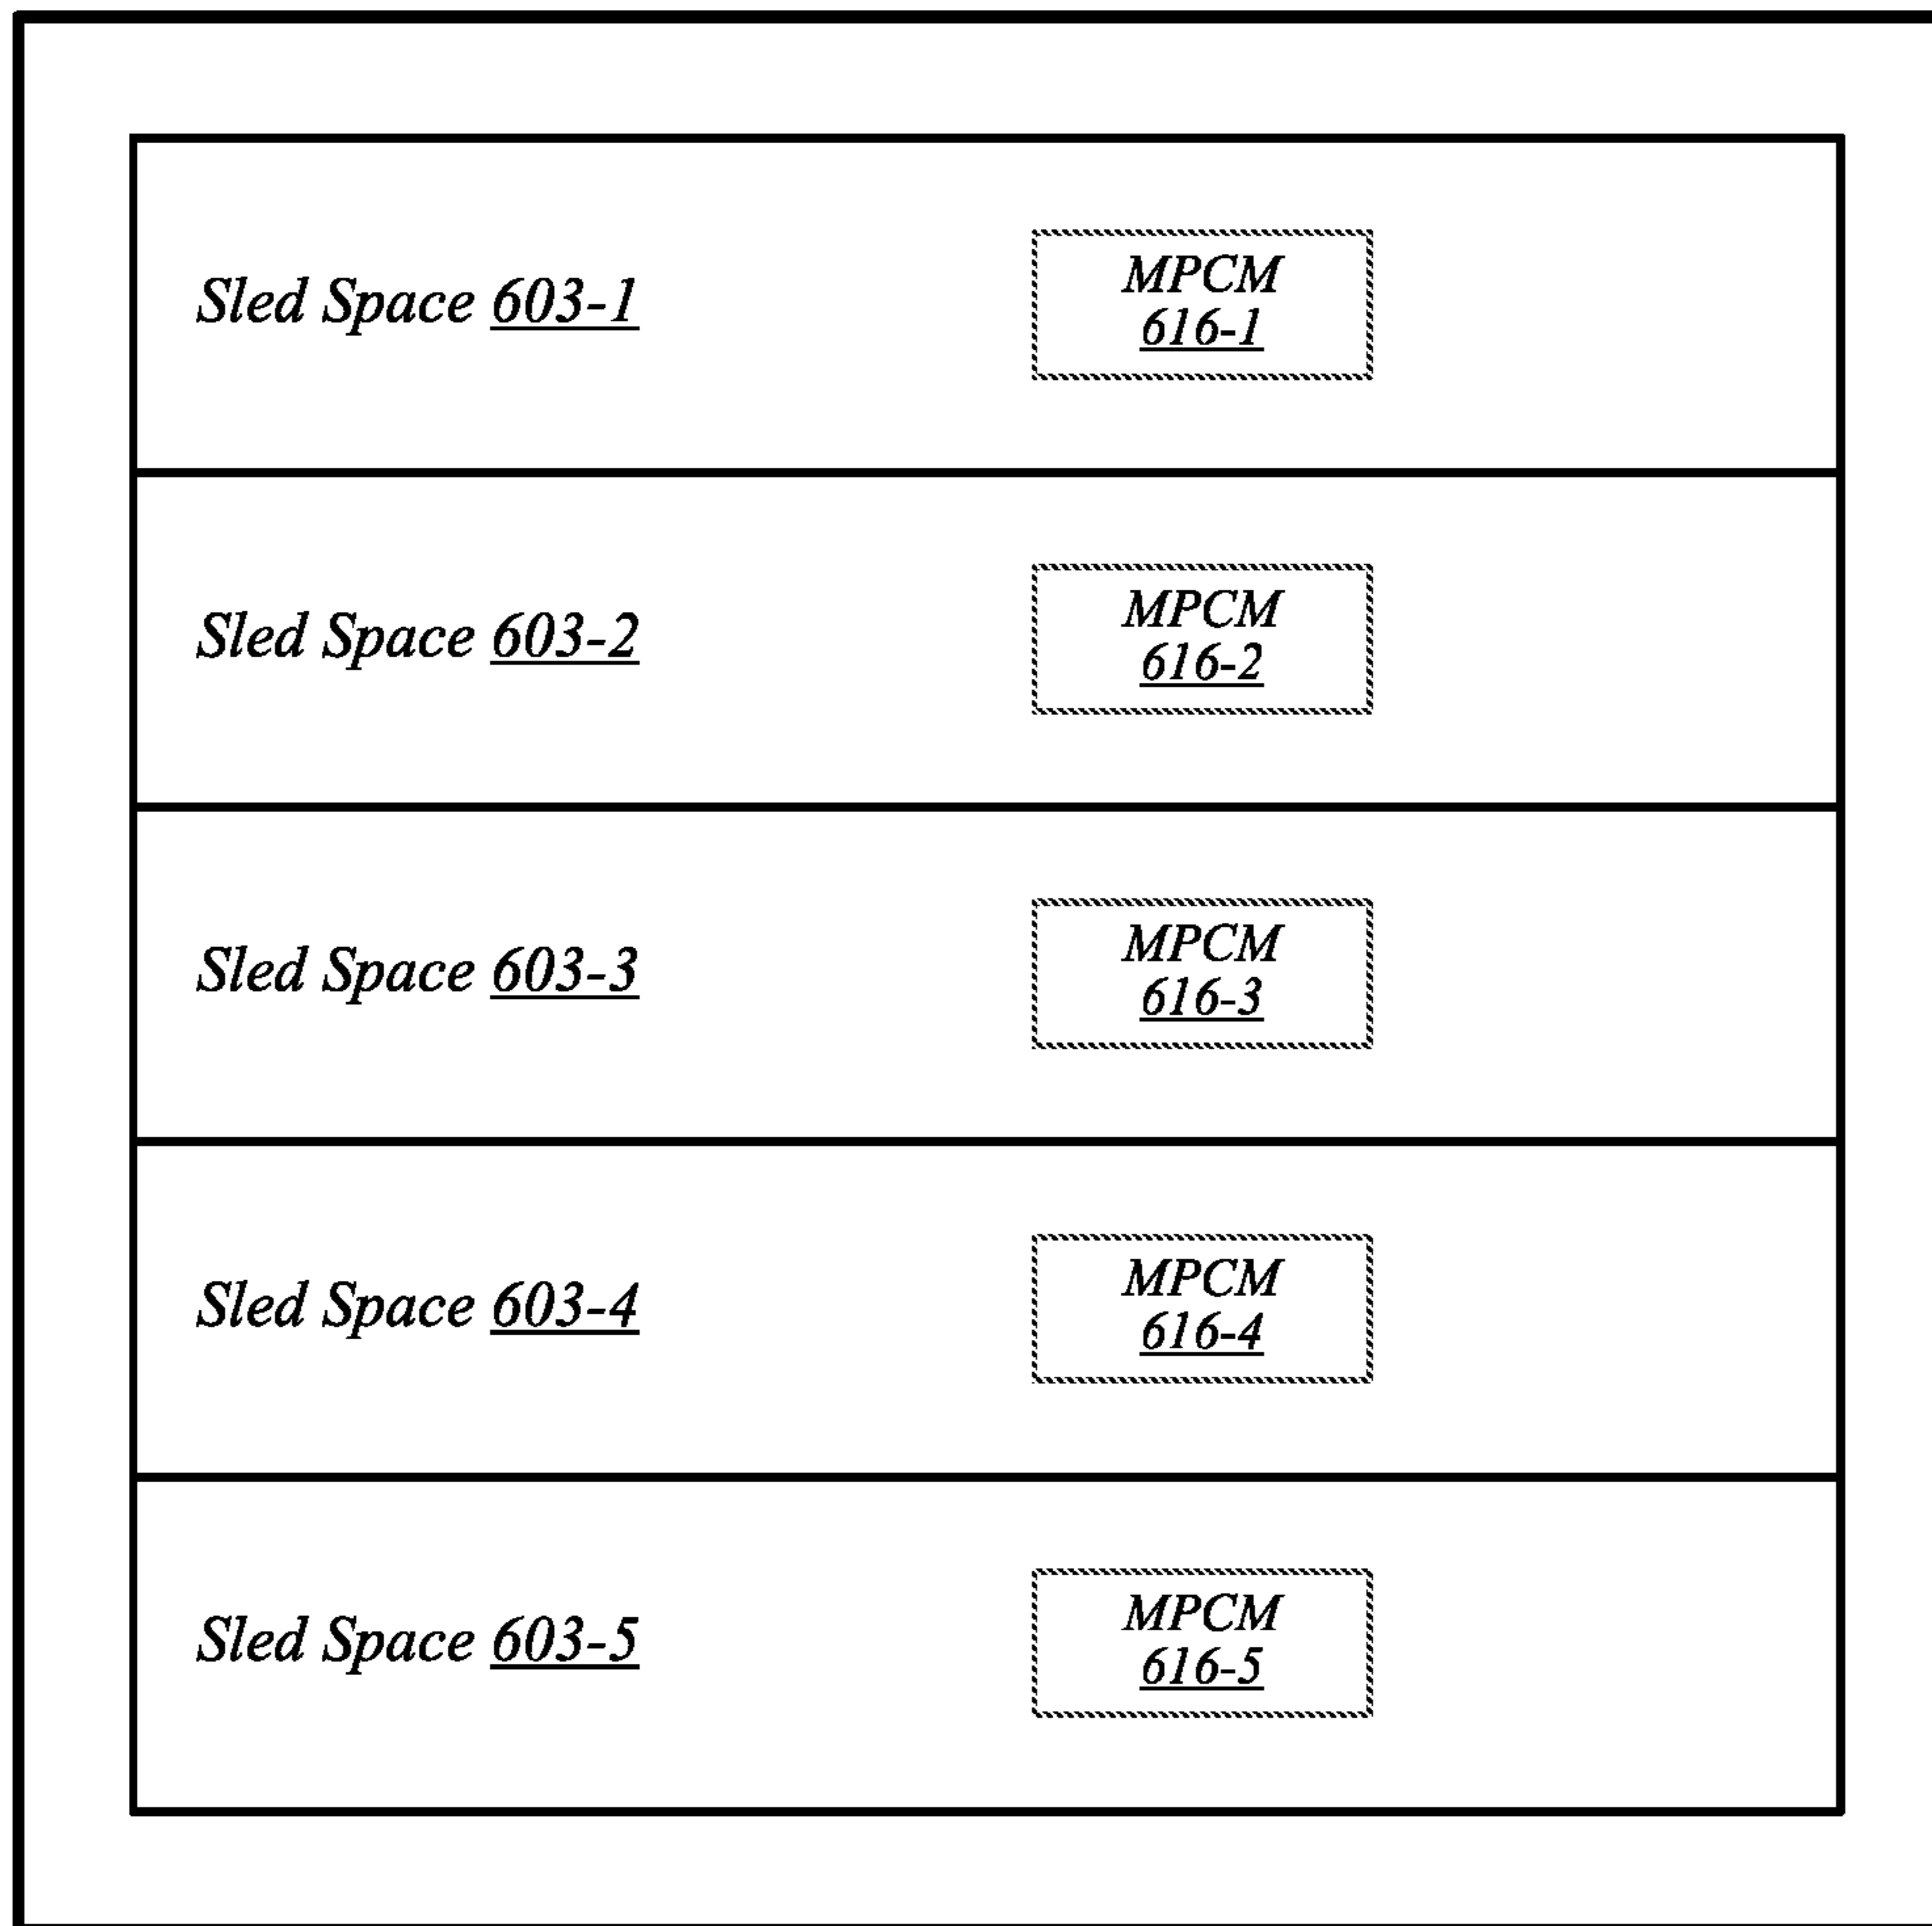 Sled Space 603-1
MPCM
616-1
Sled Space 603-2
MPCM
616-2
Sled Space 603-3
MPCM
616-3
Sled Space 603-4
MPCM
616-4
Sled Space 603-5
MPCM
616-5